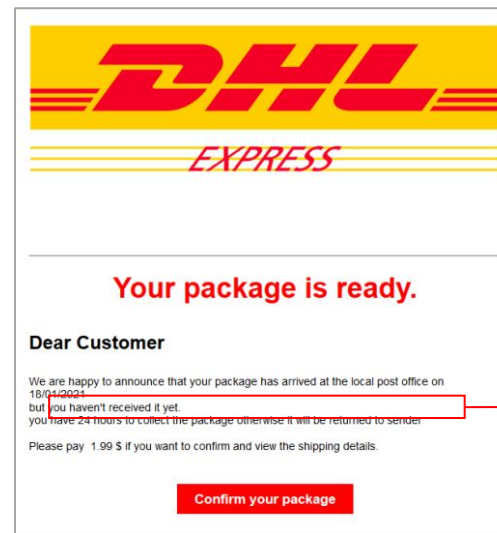 DHL
EXPRESS
Your package is ready.
Dear Customer
We are happy to announce that your package has arrived at the local post office on
18/01/2021
but you haven't received it yet.
you have 24 hours to collect the package otherwise it will be returned to sender
Please pay 1.99 $ if you want to confirm and view the shipping details.
Confirm your package